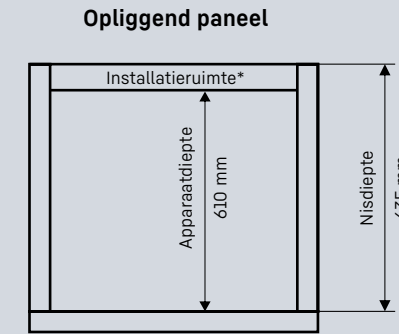 Opliggend paneel
Installatieruimte*
Apparaatdiepte
610 mm
Nisdiepte